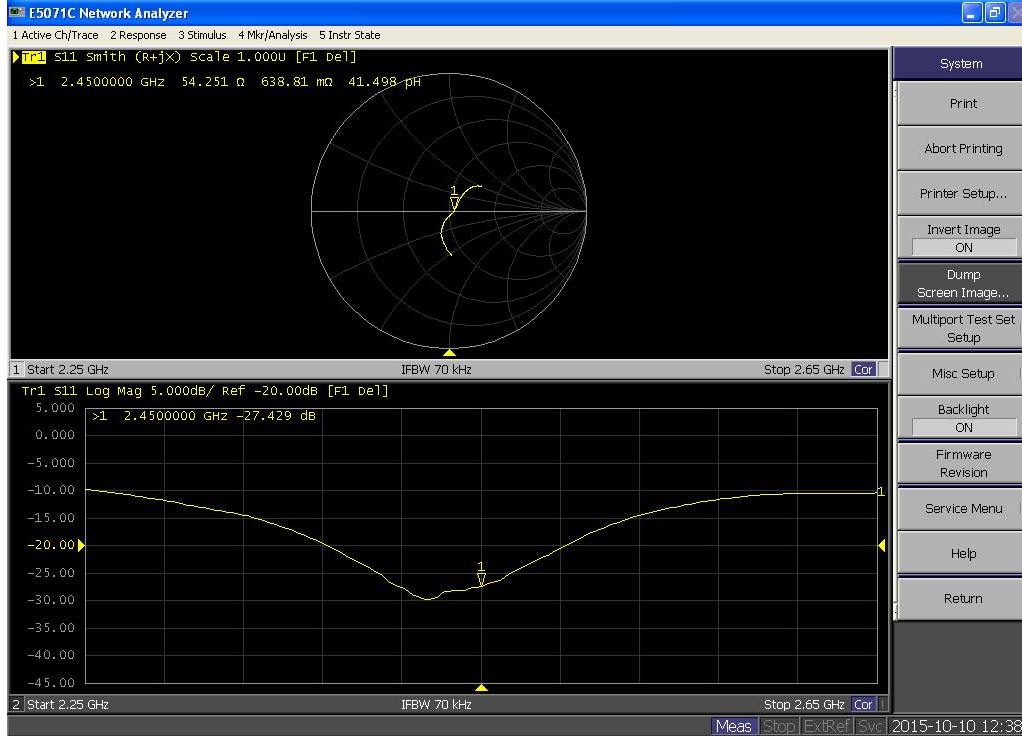 E5071C Network Analyzer
1 Active Ch/Trace 2 Response 3 Stimulus 4 Mkr/Analysis 5 Instr State
Tr1 S11 Smith (R+jX) Scale 1.000U [F1 Del]
>1 2.4500000 GHz 54.251 Ω 638.81 mΩ 41.498 pH
1
1 Start 2.25 GHz IFBW 70 kHz Stop 2.65 GHz Cor
Tr1 S11 Log Mag 5.000dB/ Ref -20.00dB [F1 Del]
5.000
>1 2.4500000 GHz -27.429 dB
0.000
-5.000
-10.00
1
-15.00
-20.00
-25.00
1
-30.00
-35.00
-40.00
-45.00
2 Start 2.25 GHz IFBW 70 kHz Stop 2.65 GHz Cor
System
Print
Abort Printing
Printer Setup...
Invert Image
ON
Dump
Screen Image...
Multiport Test Set
Setup
Misc Setup
Backlight
ON
Firmware
Revision
Service Menu
Help
Return
Meas Stop ExtRef Svc 2015-10-10 12:38